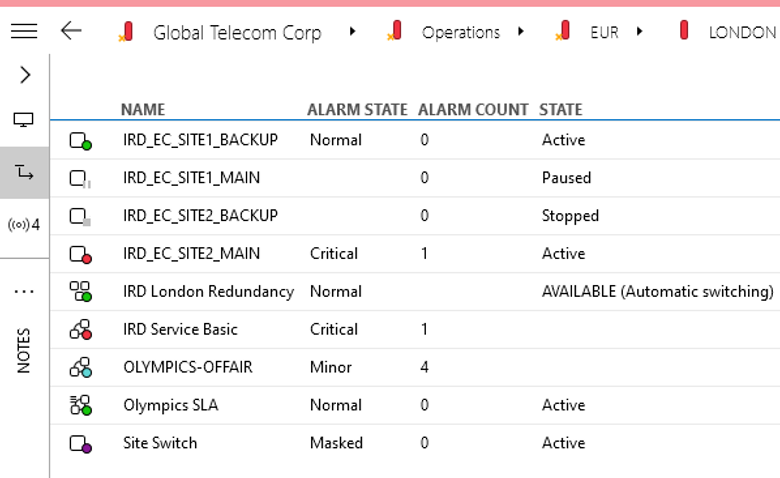 Global Telecom Corp Operations EUR LONDON
NAME ALARM STATE ALARM COUNT STATE
IRD_EC_SITE1_BACKUP Normal 0 Active
IRD_EC_SITE1_MAIN 0 Paused
IRD_EC_SITE2_BACKUP 0 Stopped
4
IRD_EC_SITE2_MAIN Critical 1 Active
IRD London Redundancy Normal AVAILABLE (Automatic switching)
IRD Service Basic Critical 1
NOTES
OLYMPICS-OFFAIR Minor 4
Olympics SLA Normal 0 Active
Site Switch Masked 0 Active